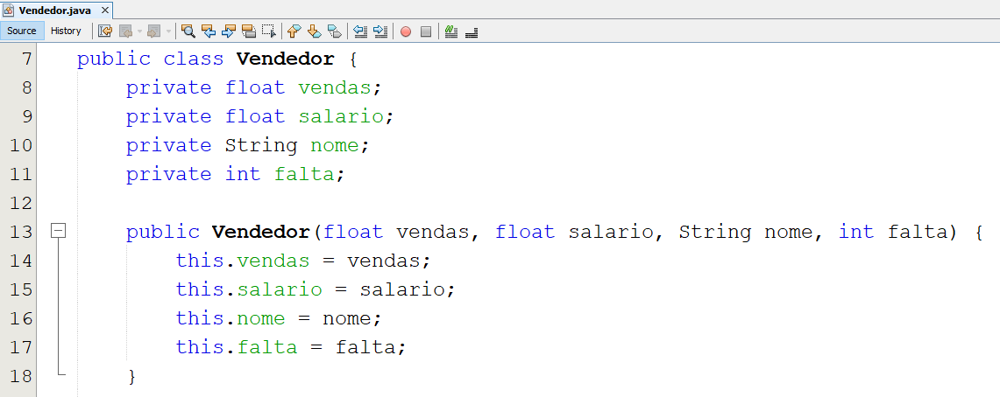 Vendedor.java
Source History
7 public class Vendedor {
8 private float vendas;
9 private float salario;
10 private String nome;
11 private int falta;
12
13 public Vendedor(float vendas, float salario, String nome, int falta) {
14 this.vendas = vendas;
15 this.salario = salario;
16 this.nome = nome;
17 this.falta = falta;
18 }